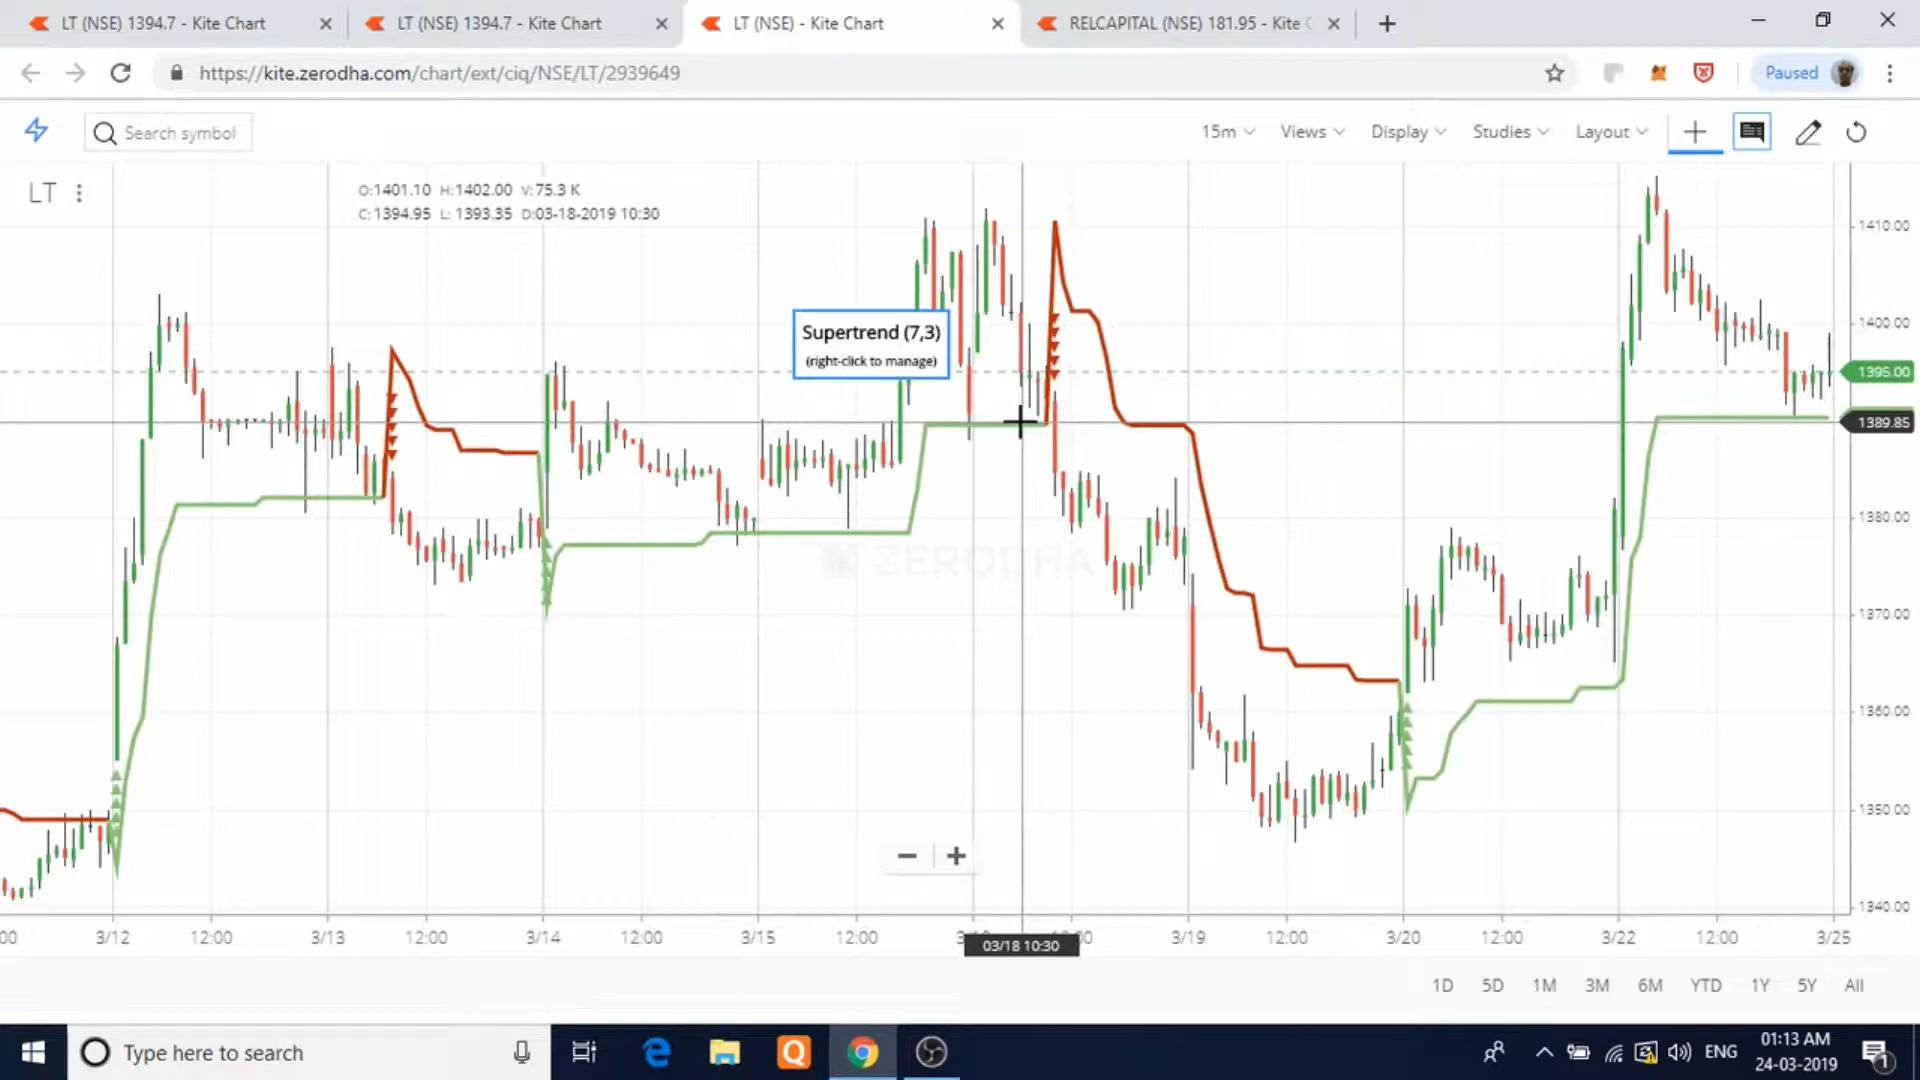 LT (NSE) 1394.7 - Kite Chart
LT (NSE) 1394.7 - Kite Chart
LT (NSE) - Kite Chart
RELCAPITAL (NSE) 181.95 - Kite
https://kite.zerodha.com/chart/ext/ciq/NSE/LT/2939649
Paused
Search symbol
15m Views Display Studies Layout
LT
O:1401.10 H:1402.00 V:75.3 K
C:1394.95 L:1393.35 D:03-18-2019 10:30
Supertrend (7,3)
(right-click to manage)
ZERODHA
1410.00
1400.00
1395.00
1389.85
1380.00
1370.00
1360.00
1350.00
1340.00
:00 3/12 12:00 3/13 12:00 3/14 12:00 3/15 12:00 03/18 10:30 3/19 12:00 3/20 12:00 3/22 12:00 3/25
1D 5D 1M 3M 6M YTD 1Y 5Y All
Type here to search
ENG
01:13 AM
24-03-2019
1